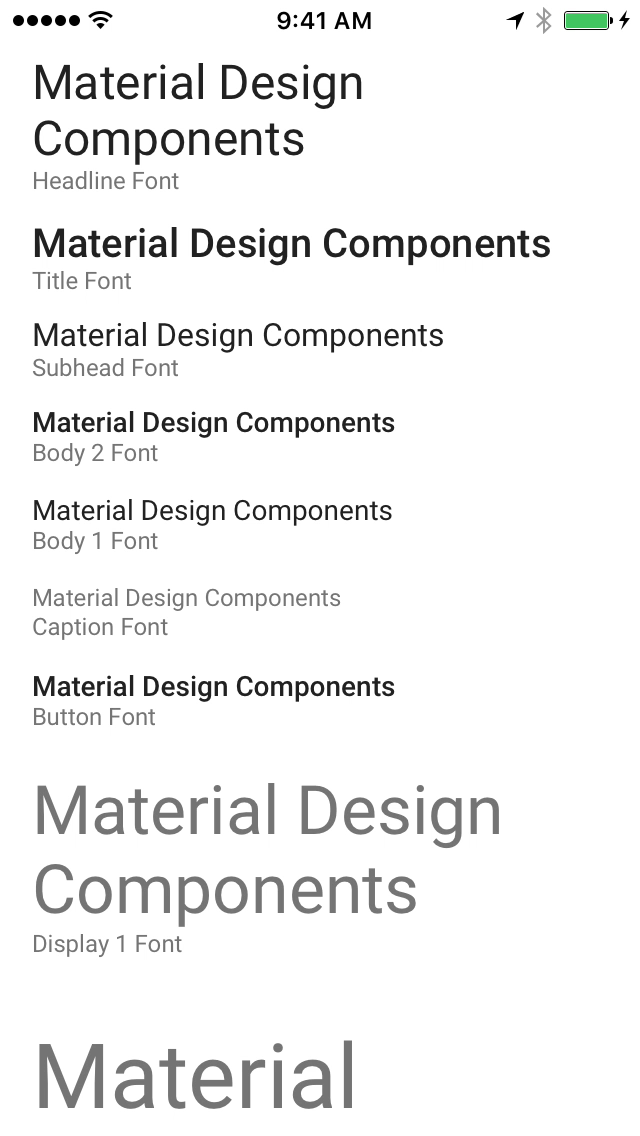 9:41 AM
Material Design
Components
Headline Font
Material Design Components
Title Font
Material Design Components
Subhead Font
Material Design Components
Body 2 Font
Material Design Components
Body 1 Font
Material Design Components
Caption Font
Material Design Components
Button Font
Material Design
Components
Display 1 Font
Material